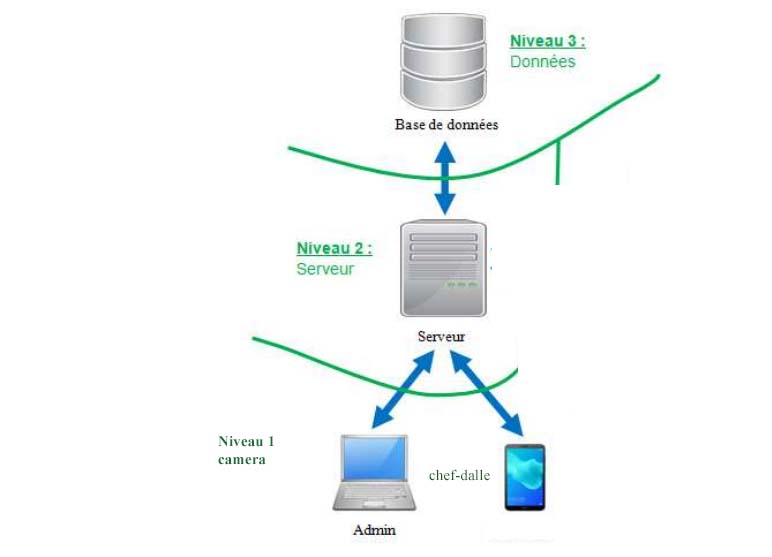 Niveau 3 :
Données
Base de données
Niveau 2 :
Serveur
Serveur
Niveau 1
camera
chef-dalle
Admin